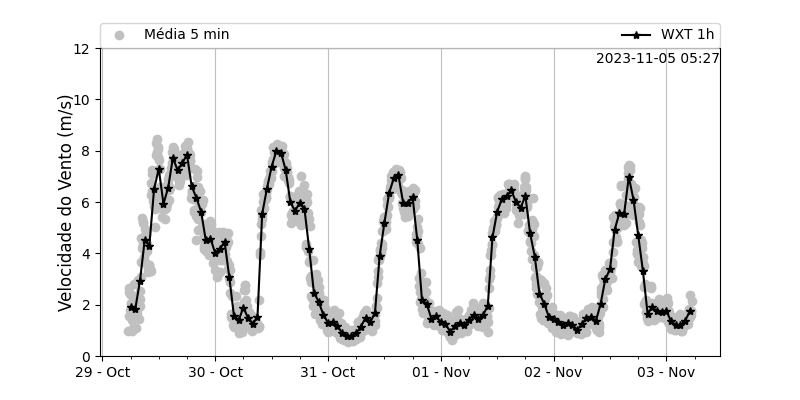 Média 5 min
WXT 1h
2023-11-05 05:27
Velocidade do Vento (m/s)
12
10
8
6
4
2
0
29 - Oct
30 - Oct
31 - Oct
01 - Nov
02 - Nov
03 - Nov